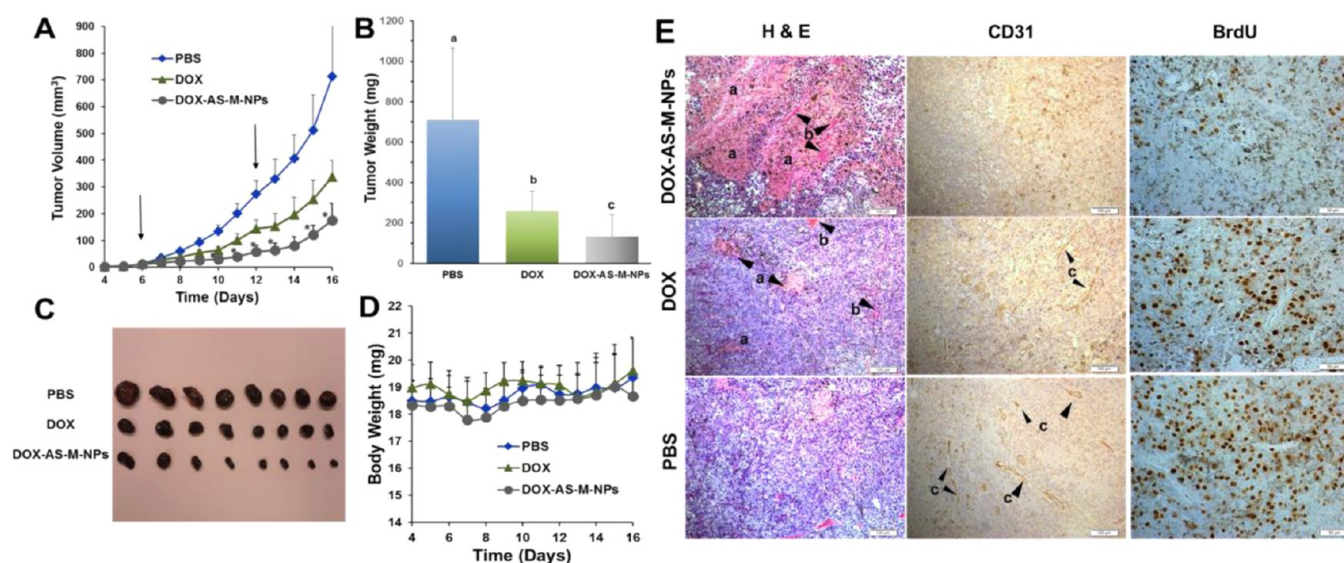 A
900
800
700
600
500
400
300
200
100
0
Tumor Volume (mm³)
PBS
DOX
DOX-AS-M-NPs
* * * * * *
4 6 8 10 12 14 16
Time (Days)
B
1200
1000
800
600
400
200
0
Tumor Weight (mg)
a
b
c
PBS DOX DOX-AS-M-NPs
C
PBS
DOX
DOX-AS-M-NPs
D
22
21
20
19
18
17
16
15
14
Body Weight (mg)
PBS
DOX
DOX-AS-M-NPs
4 6 8 10 12 14 16
Time (Days)
E
H & E CD31 BrdU
DOX-AS-M-NPs
a
b
a
a
DOX
b
a
b
a
c
PBS
c
c
c
c